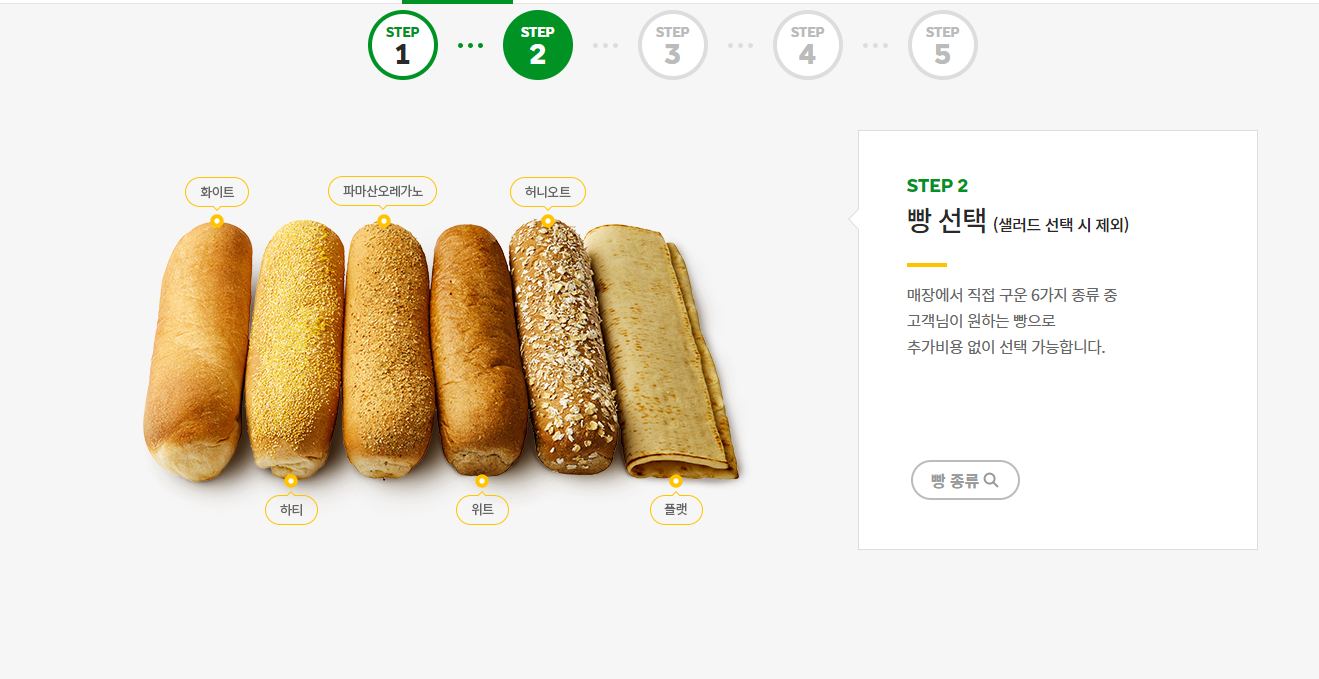 STEP
1
STEP
2
STEP
3
STEP
4
STEP
5
화이트
파마산오레가노
허니오트
하티
위트
플랫
STEP 2
빵 선택 (샐러드 선택 시 제외)
매장에서 직접 구운 6가지 종류 중
고객님이 원하는 빵으로
추가비용 없이 선택 가능합니다.
빵 종류